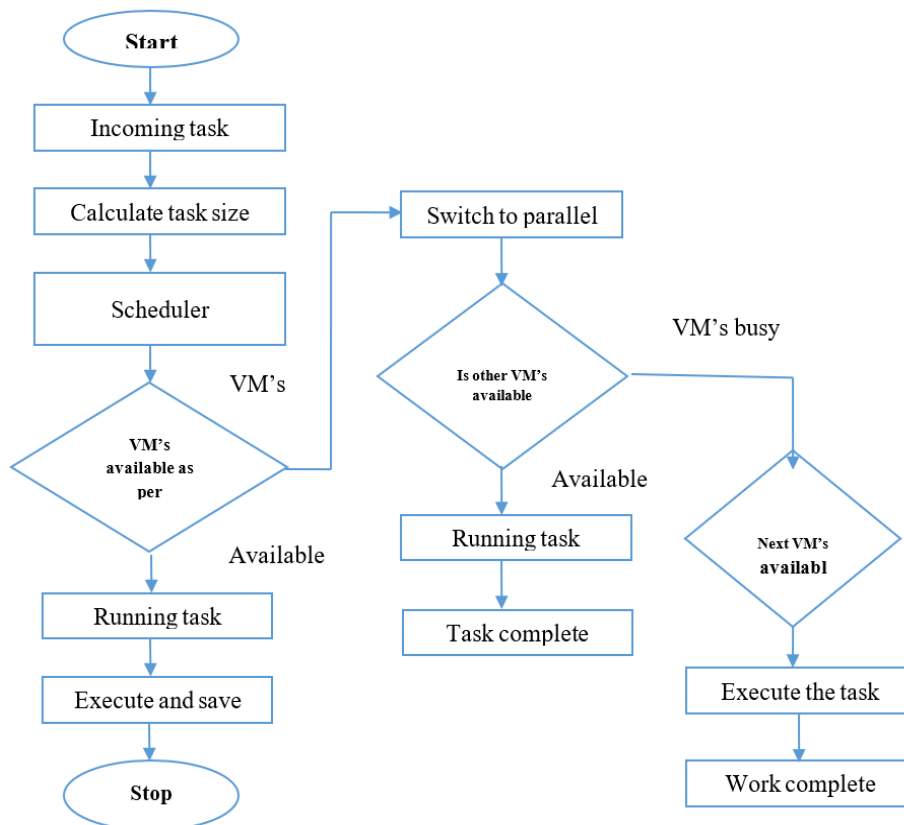 Start
Incoming task
Calculate task size
Scheduler
VM's
VM's
available as
per
Available
Running task
Execute and save
Stop
Switch to parallel
Is other VM's
available
VM's busy
Available
Running task
Task complete
Next VM's
availabl
Execute the task
Work complete